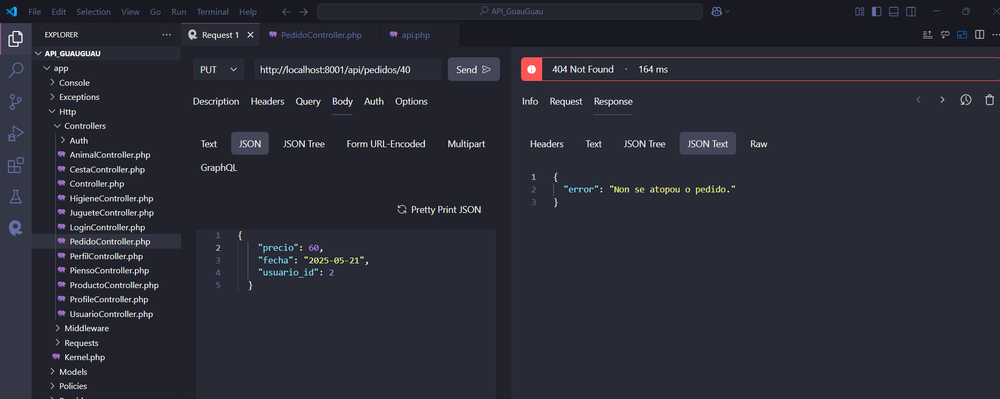 File Edit Selection View Go Run Terminal Help
API_GuauGuau
EXPLORER
Request 1
PedidoController.php
api.php
API_GUAUGUAU
app
Console
Exceptions
Http
Controllers
Auth
AnimalController.php
CestaController.php
Controller.php
HigieneController.php
JugueteController.php
LoginController.php
PedidoController.php
PerfilController.php
PiensoController.php
ProductoController.php
ProfileController.php
UsuarioController.php
Middleware
Requests
Kernel.php
Models
Policies
PUT
http://localhost:8001/api/pedidos/40
Send
Description Headers Query Body Auth Options
Text JSON JSON Tree Form URL-Encoded Multipart
GraphQL
Pretty Print JSON
1 {
2 "precio": 60,
3 "fecha": "2025-05-21",
4 "usuario_id": 2
5 }
404 Not Found · 164 ms
Info Request Response
Headers Text JSON Tree JSON Text Raw
1 {
2 "error": "Non se atopou o pedido."
3 }